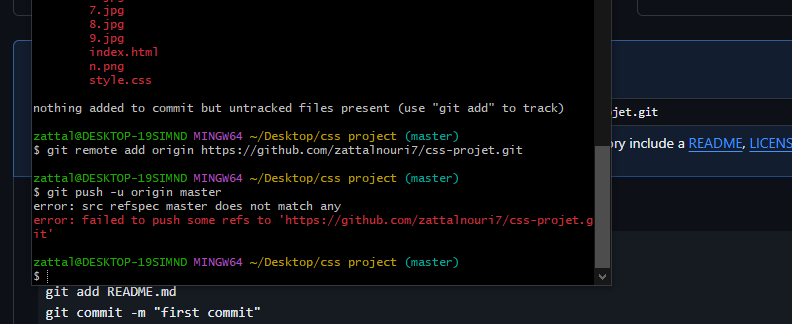 7.jpg
8.jpg
9.jpg
index.html
n.png
style.css
nothing added to commit but untracked files present (use "git add" to track)
zattal@DESKTOP-19SIMND MINGW64 ~/Desktop/css project (master)
$ git remote add origin https://github.com/zattalnouri7/css-projet.git
zattal@DESKTOP-19SIMND MINGW64 ~/Desktop/css project (master)
$ git push -u origin master
error: src refspec master does not match any
error: failed to push some refs to 'https://github.com/zattalnouri7/css-projet.g
it'
zattal@DESKTOP-19SIMND MINGW64 ~/Desktop/css project (master)
$
jet.git
ory include a README, LICENS
git add README.md
git commit -m "first commit"